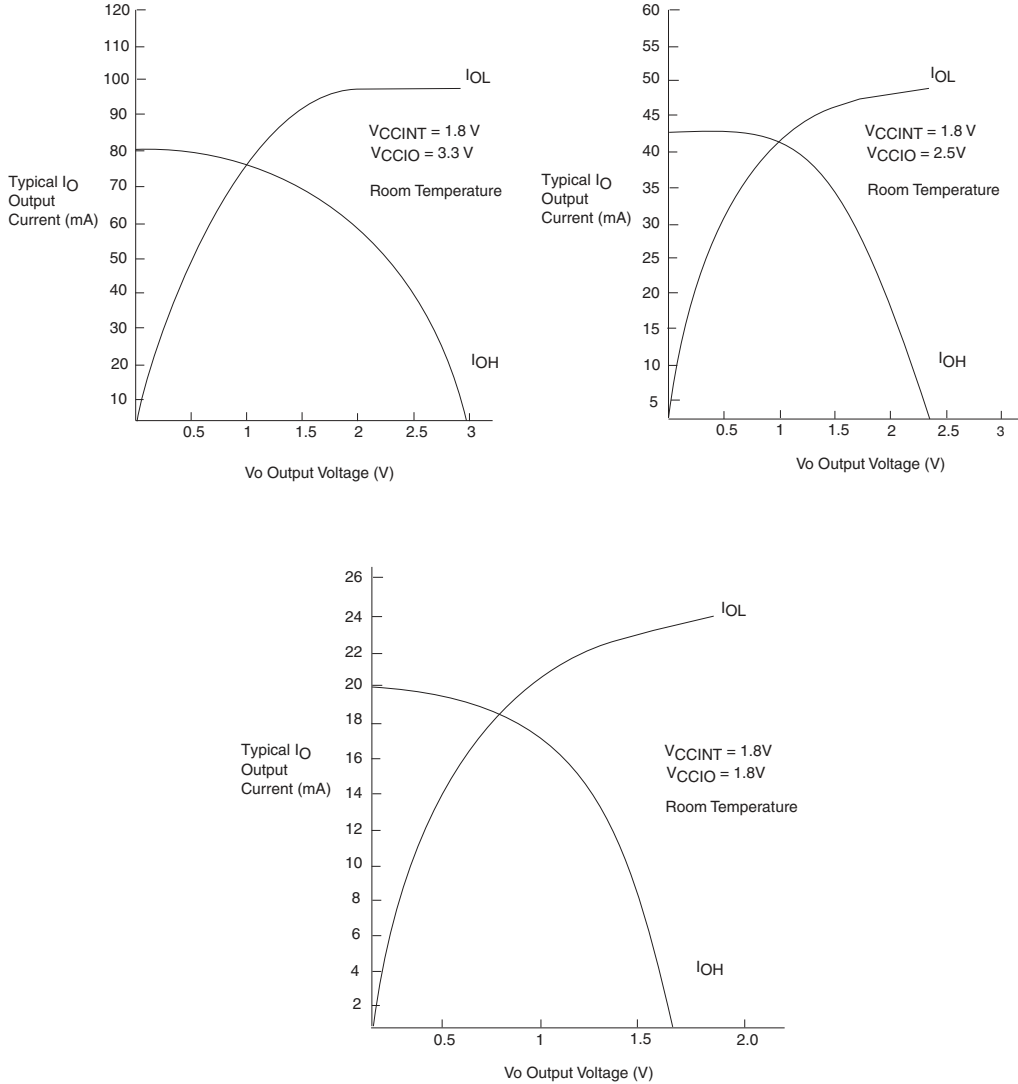 120
110
100
90
80
70
60
50
40
30
20
10
Typical IO
Output
Current (mA)
IOL
VCCINT = 1.8 V
VCCIO = 3.3 V
Room Temperature
IOH
0.5 1 2 2.5 3
Vo Output Voltage (V)
60
55
50
45
40
35
30
25
20
15
10
5
Typical IO
Output
Current (mA)
IOL
VCCINT = 1.8 V
VCCIO = 2.5V
Room Temperature
IOH
0.5 1 1.5 2 2.5 3
Vo Output Voltage (V)
26
24
22
20
18
16
14
12
10
8
6
4
2
Typical IO
Output
Current (mA)
IOL
VCCINT = 1.8V
VCCIO = 1.8V
Room Temperature
IOH
0.5 1 1.5 2.0
Vo Output Voltage (V)